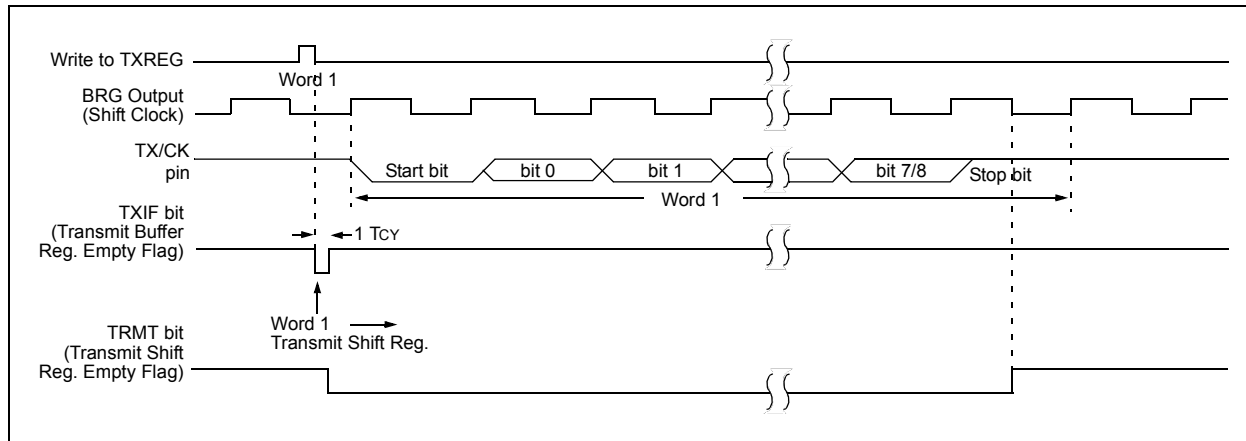 Write to TXREG
Word 1
BRG Output
(Shift Clock)
TX/CK
pin
Start bit
bit 0
bit 1
bit 7/8
Stop bit
Word 1
TXIF bit
(Transmit Buffer
Reg. Empty Flag)
1 TCY
Word 1
Transmit Shift Reg.
TRMT bit
(Transmit Shift
Reg. Empty Flag)